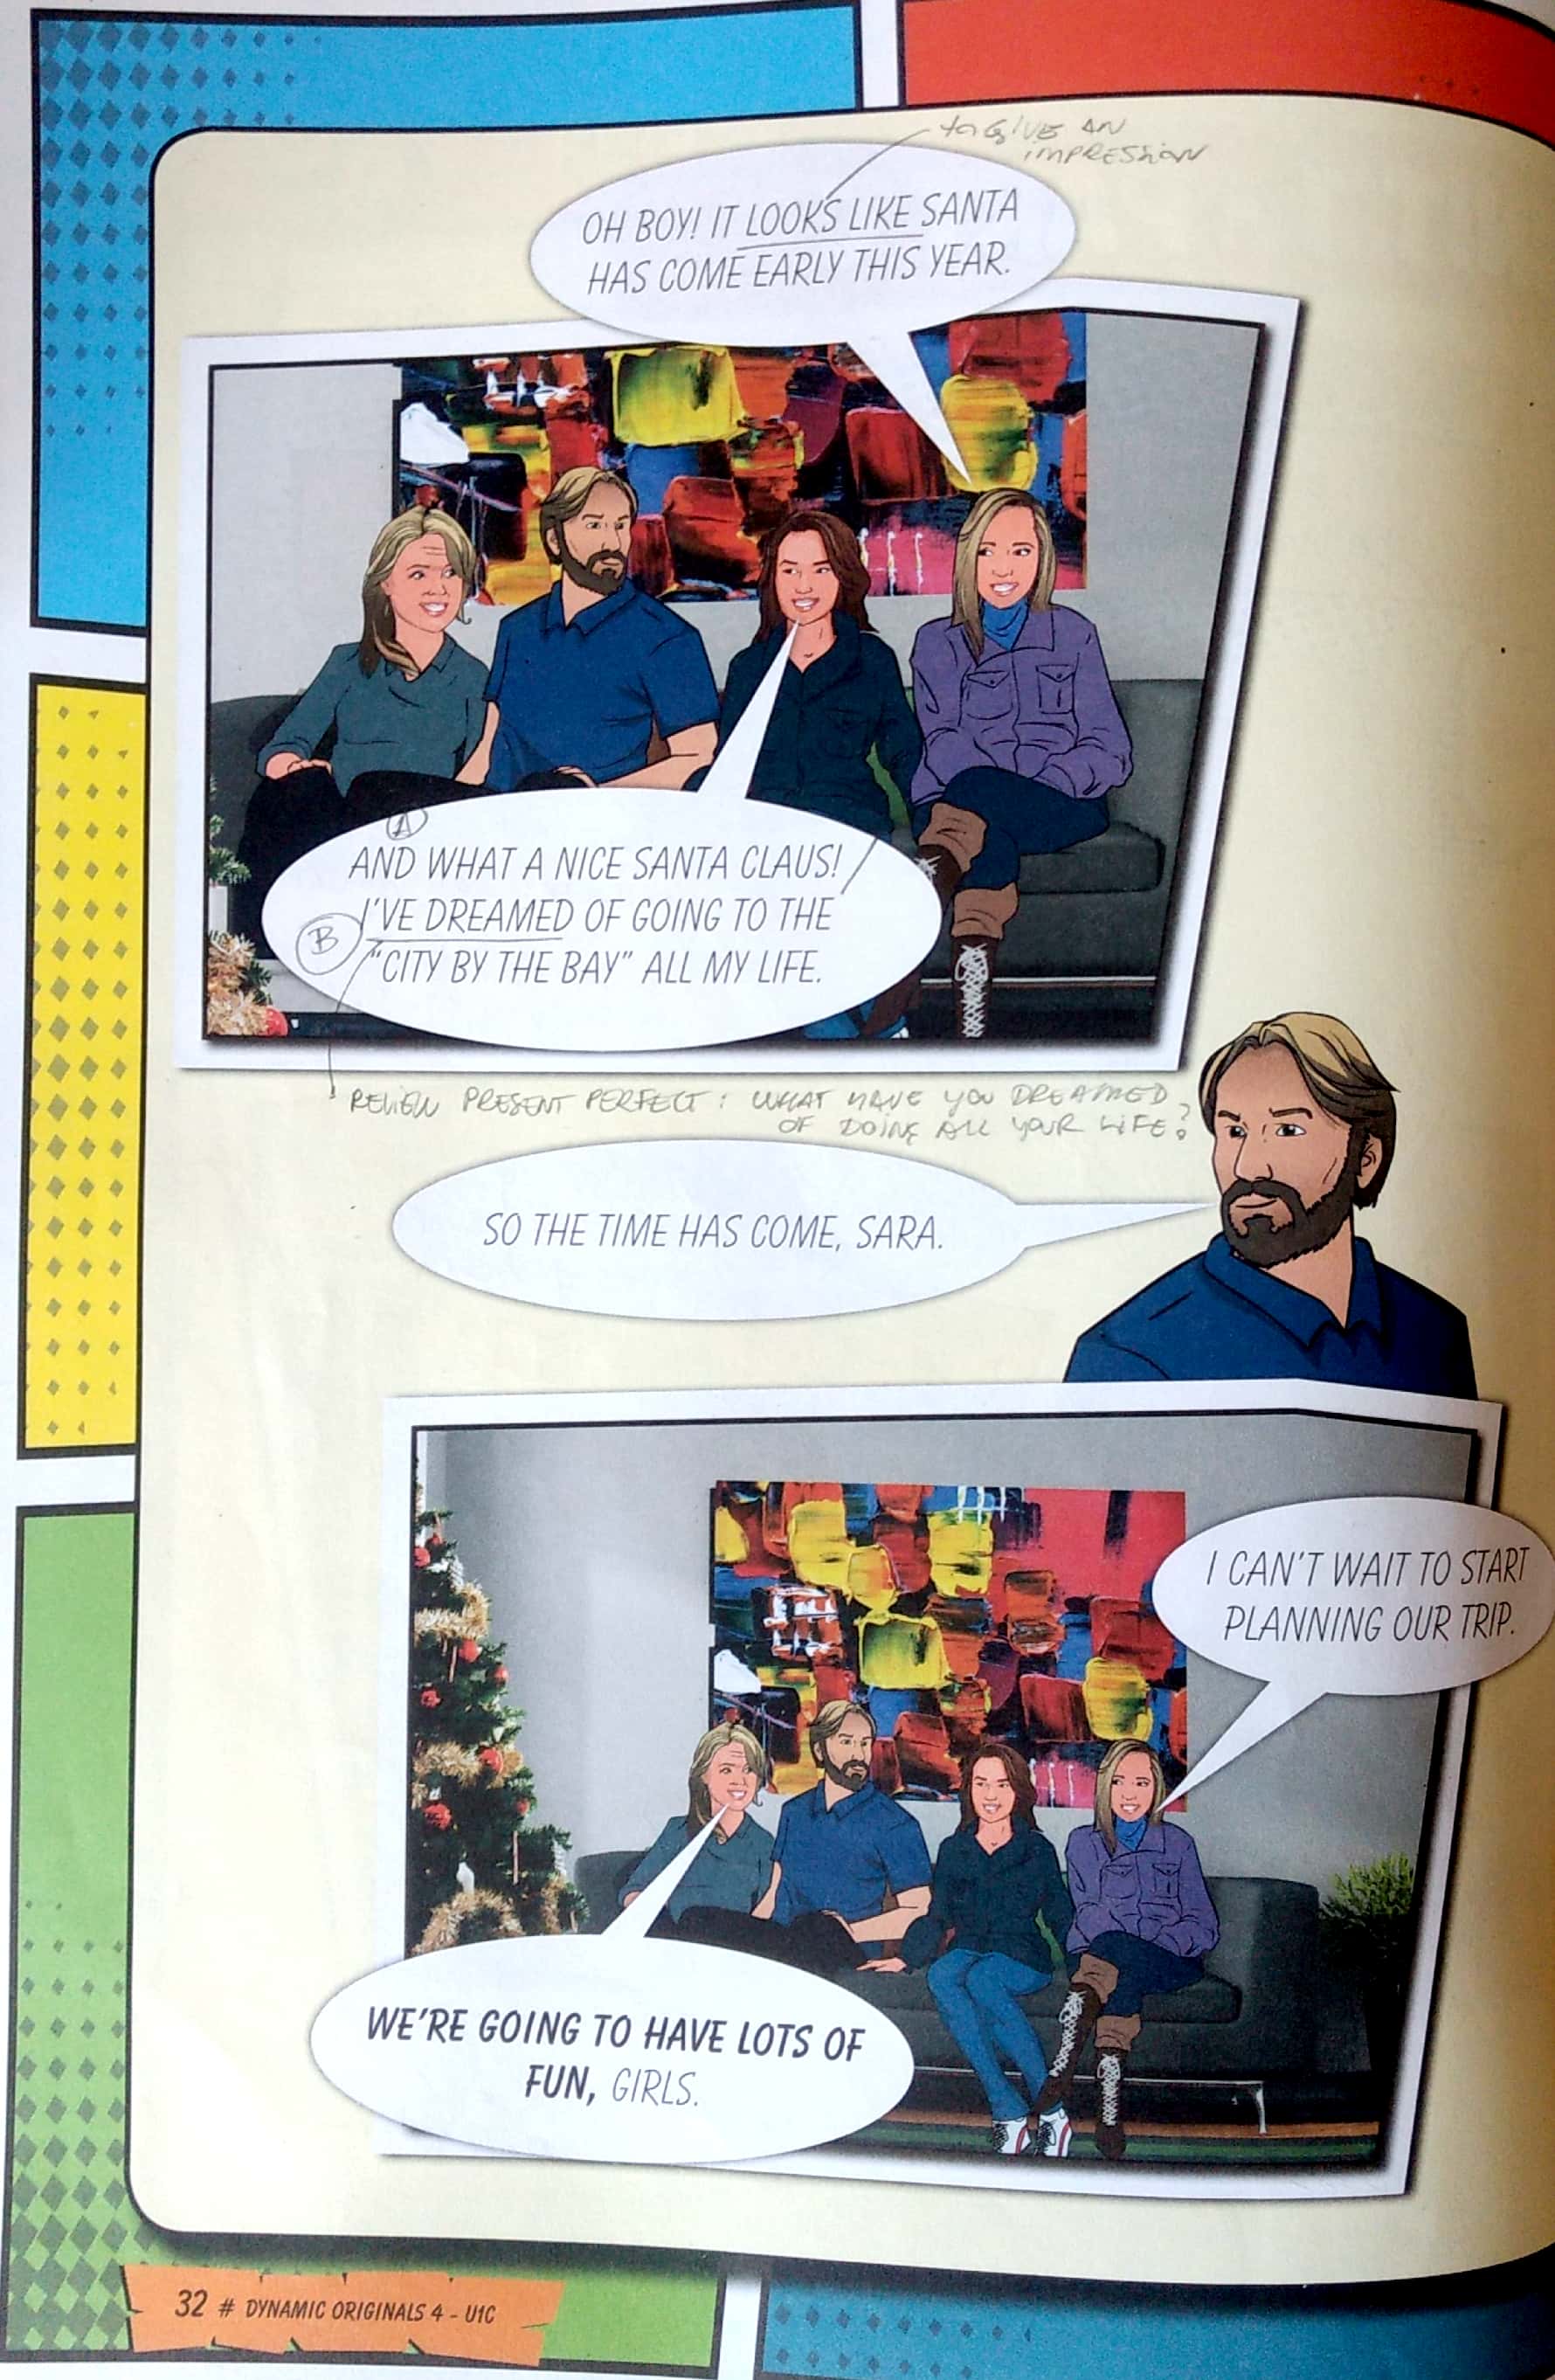 to GIVE AN
IMPRESSION
OH BOY! IT LOOKS LIKE SANTA
HAS COME EARLY THIS YEAR.
A
AND WHAT A NICE SANTA CLAUS!
B
I'VE DREAMED OF GOING TO THE
"CITY BY THE BAY" ALL MY LIFE.
REVIEW PRESENT PERFECT: WHAT HAVE YOU DREAMED
OF DOING ALL YOUR LIFE?
SO THE TIME HAS COME, SARA.
I CAN'T WAIT TO START
PLANNING OUR TRIP.
WE'RE GOING TO HAVE LOTS OF
FUN, GIRLS.
32 # DYNAMIC ORIGINALS 4 - U1C